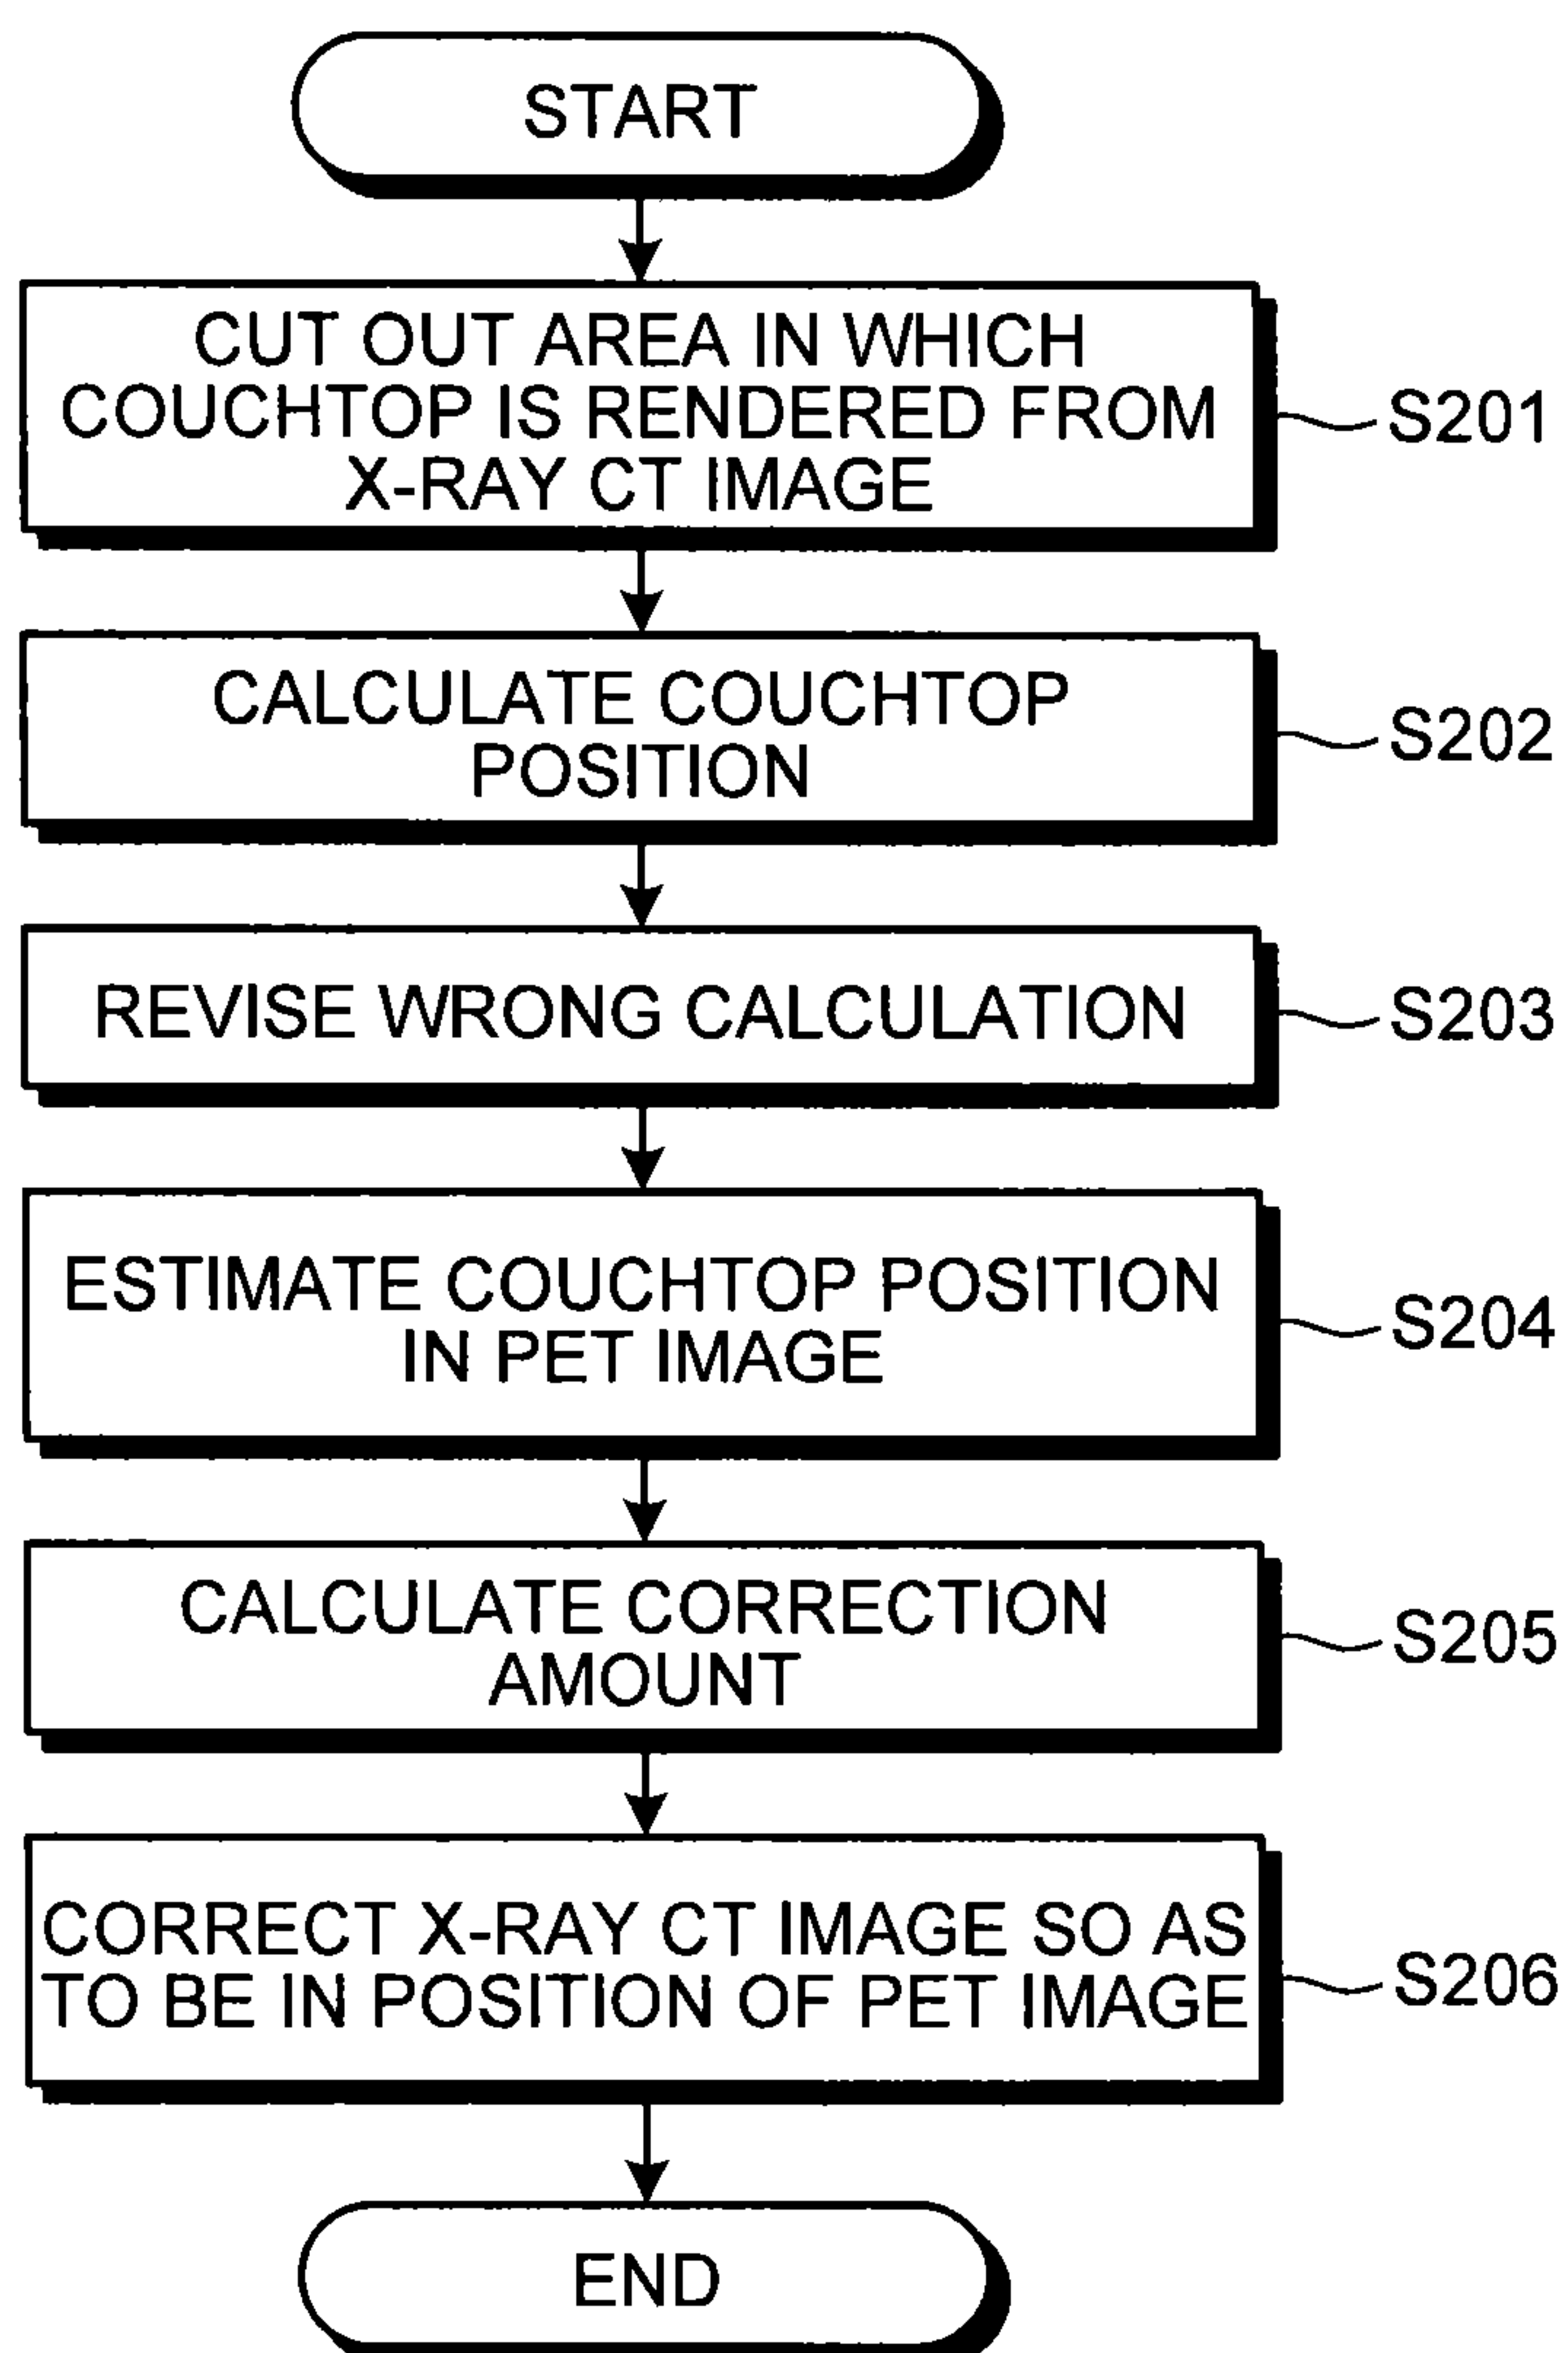 START
CUT OUT AREA IN WHICH
COUCHTOP IS RENDERED FROM
X-RAY CT IMAGE
S201
CALCULATE COUCHTOP
POSITION
S202
REVISE WRONG CALCULATION
S203
ESTIMATE COUCHTOP POSITION
IN PET IMAGE
S204
CALCULATE CORRECTION
AMOUNT
S205
CORRECT X-RAY CT IMAGE SO AS
TO BE IN POSITION OF PET IMAGE
S206
END